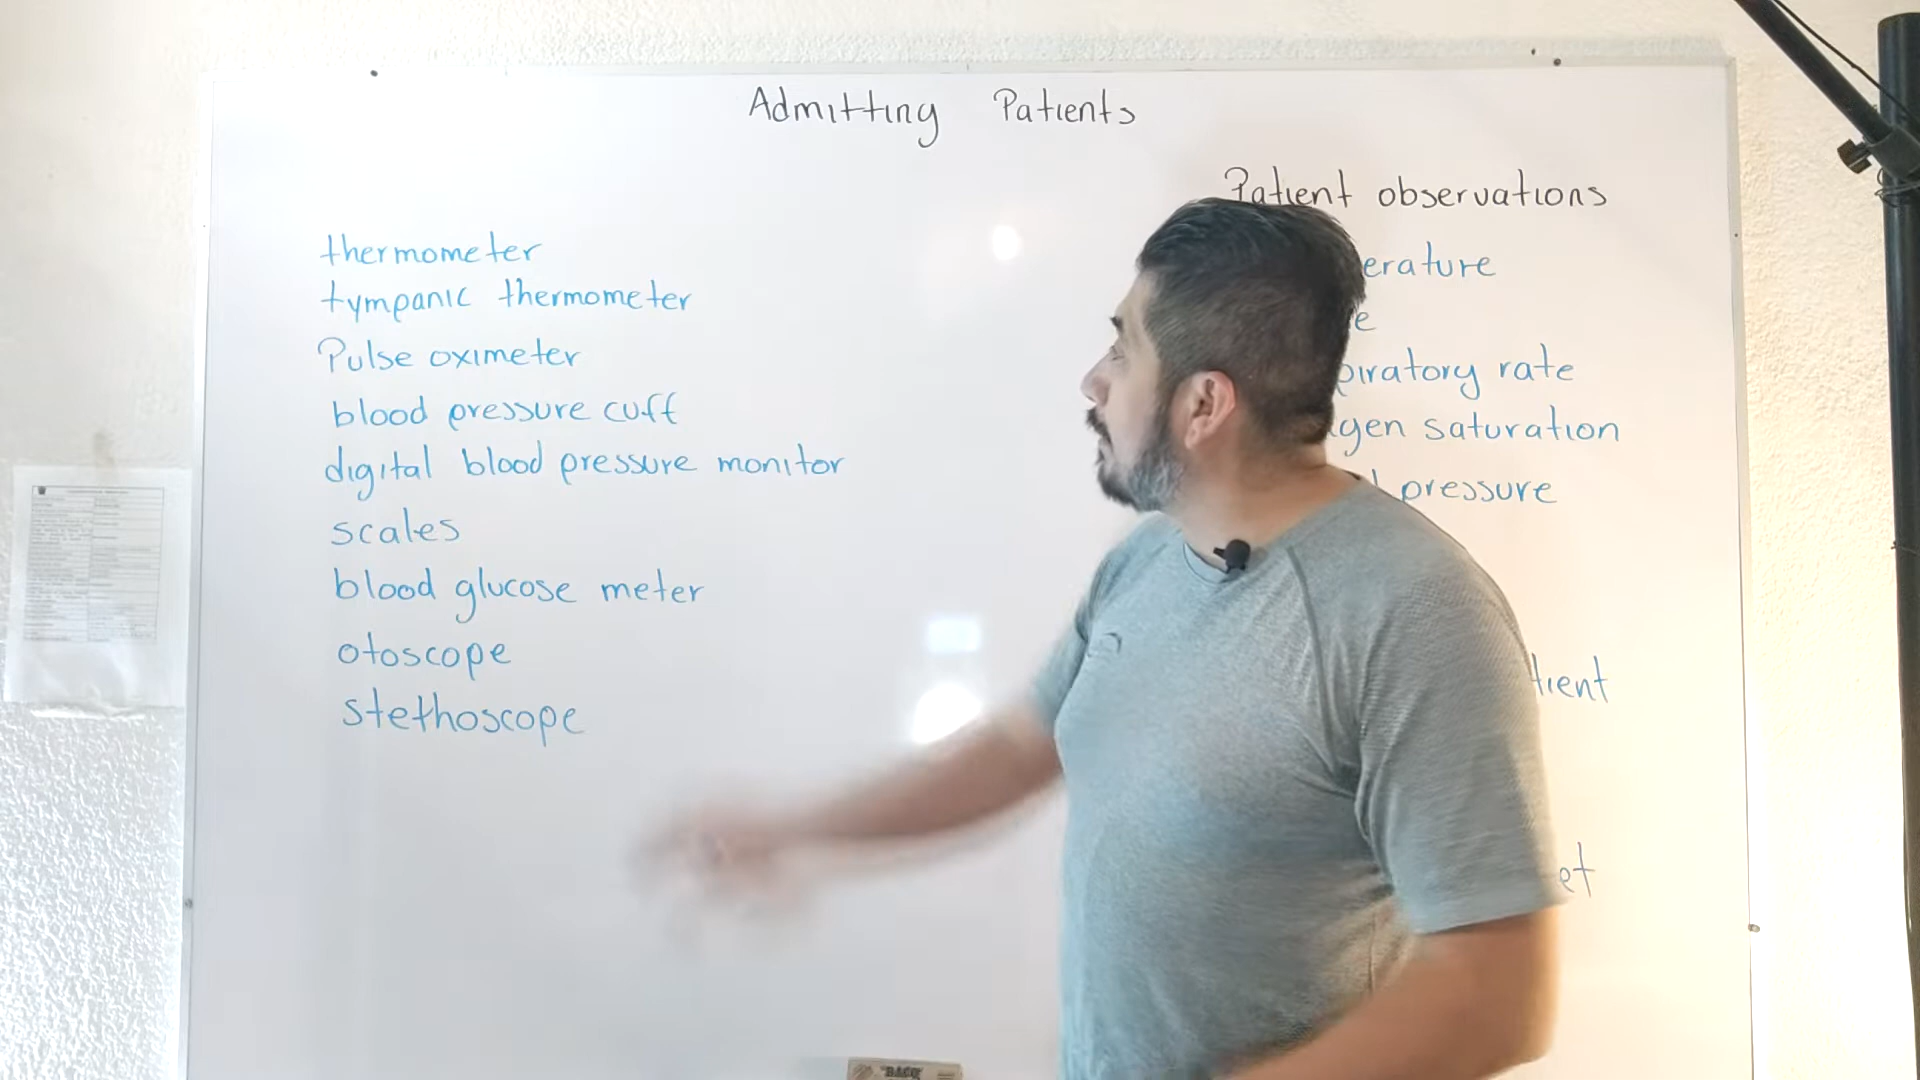 Admitting Patients
thermometer
tympanic thermometer
Pulse oximeter
blood pressure cuff
digital blood pressure monitor
scales
blood glucose meter
otoscope
stethoscope
Patient observations
erature
e
piratory rate
gen saturation
pressure
tient
et
"BACO"